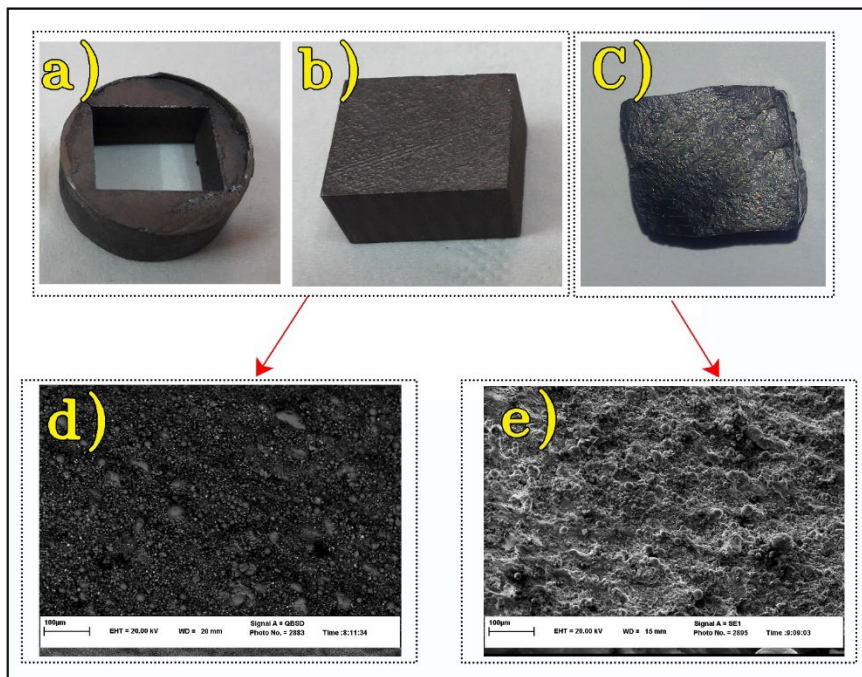 a)
b)
C)
d)
e)
100µm
EHT = 20.00 kV
WD = 20 mm
Signal A = QBSD
Photo No. = 2883
Time :8:11:34
100µm
EHT = 20.00 kV
WD = 15 mm
Signal A = SE1
Photo No. = 2895
Time :9:09:03